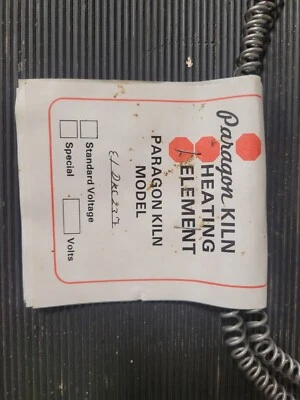 Paragon KILN
HEATING
ELEMENT
PARAGON KILN
MODEL
Standard Voltage
Special
Volts